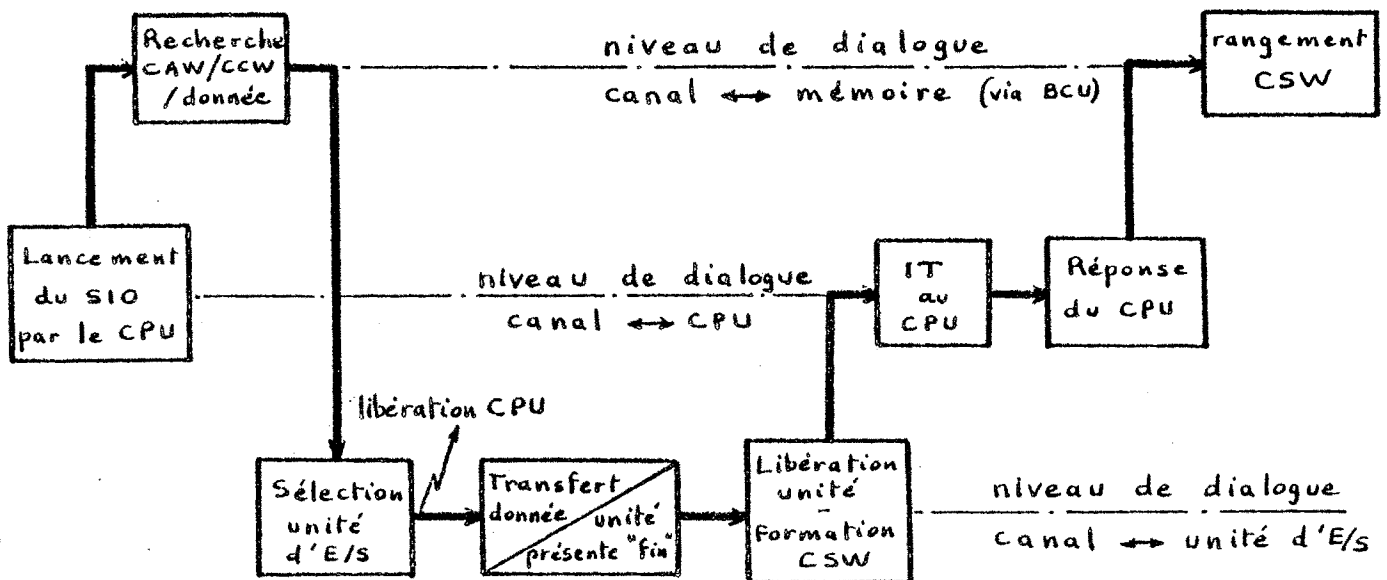 Recherche
CAW/CCW
/donnée
niveau de dialogue
canal ↔ mémoire (via BCU)
rangement
CSW
Lancement
du SIO
par le CPU
niveau de dialogue
canal ↔ CPU
IT
au
CPU
Réponse
du CPU
libération CPU
Sélection
unité
d'E/S
Transfert
donnée
unité
présente "fin"
Libération
unité
-
formation
CSW
niveau de dialogue
canal ↔ unité d'E/S